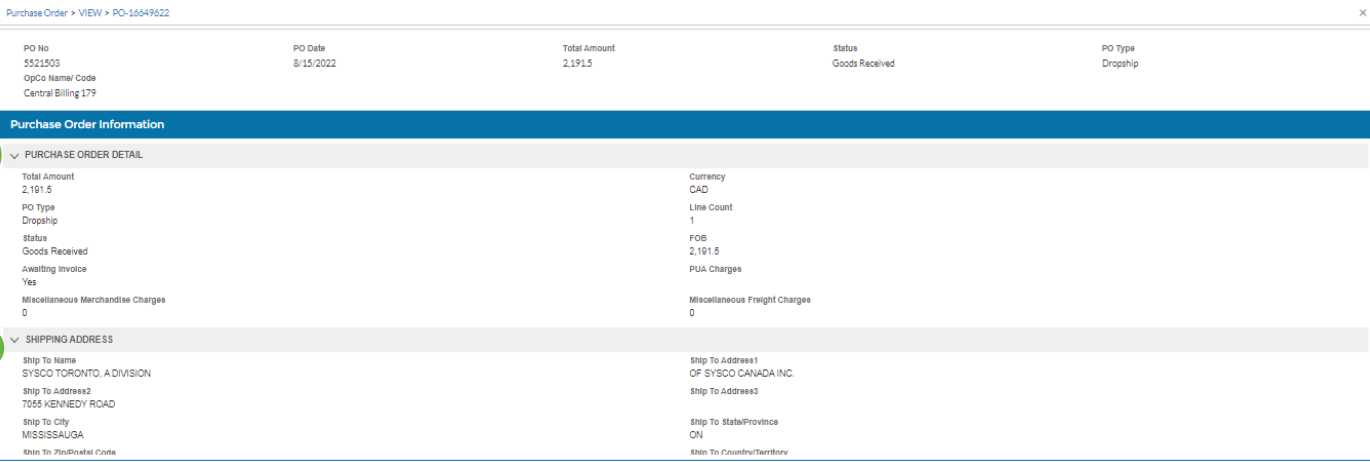 Purchase Order > VIEW > PO-16649622 ×
PO No PO Date Total Amount Status PO Type
5521503 8/15/2022 2,191.5 Goods Received Dropship
OpCo Name/ Code
Central Billing 179
Purchase Order Information
PURCHASE ORDER DETAIL
Total Amount Currency
2,191.5 CAD
PO Type Line Count
Dropship 1
Status FOB
Goods Received 2,191.5
Awaiting Invoice PUA Charges
Yes
Miscellaneous Merchandise Charges Miscellaneous Freight Charges
0 0
SHIPPING ADDRESS
Ship To Name Ship To Address1
SYSCO TORONTO, A DIVISION OF SYSCO CANADA INC.
Ship To Address2 Ship To Address3
7055 KENNEDY ROAD
Ship To City Ship To State/Province
MISSISSAUGA ON
Ship To Zip/Postal Code Ship To Country/Territory